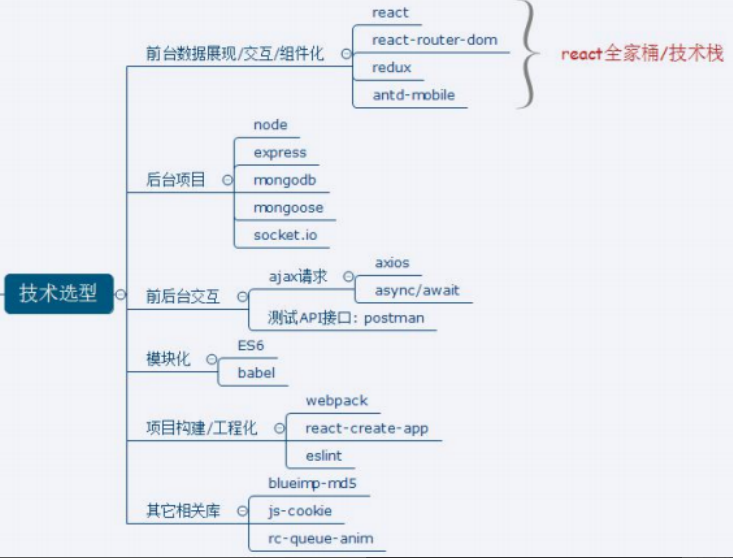 react
前台数据展现/交互/组件化
react-router-dom
react全家桶/技术栈
redux
antd-mobile
node
express
后台项目
mongodb
mongoose
socket.io
技术选型
前后台交互
ajax请求
axios
async/await
测试API接口：postman
模块化
ES6
babel
项目构建/工程化
webpack
react-create-app
eslint
其它相关库
blueimp-md5
js-cookie
rc-queue-anim